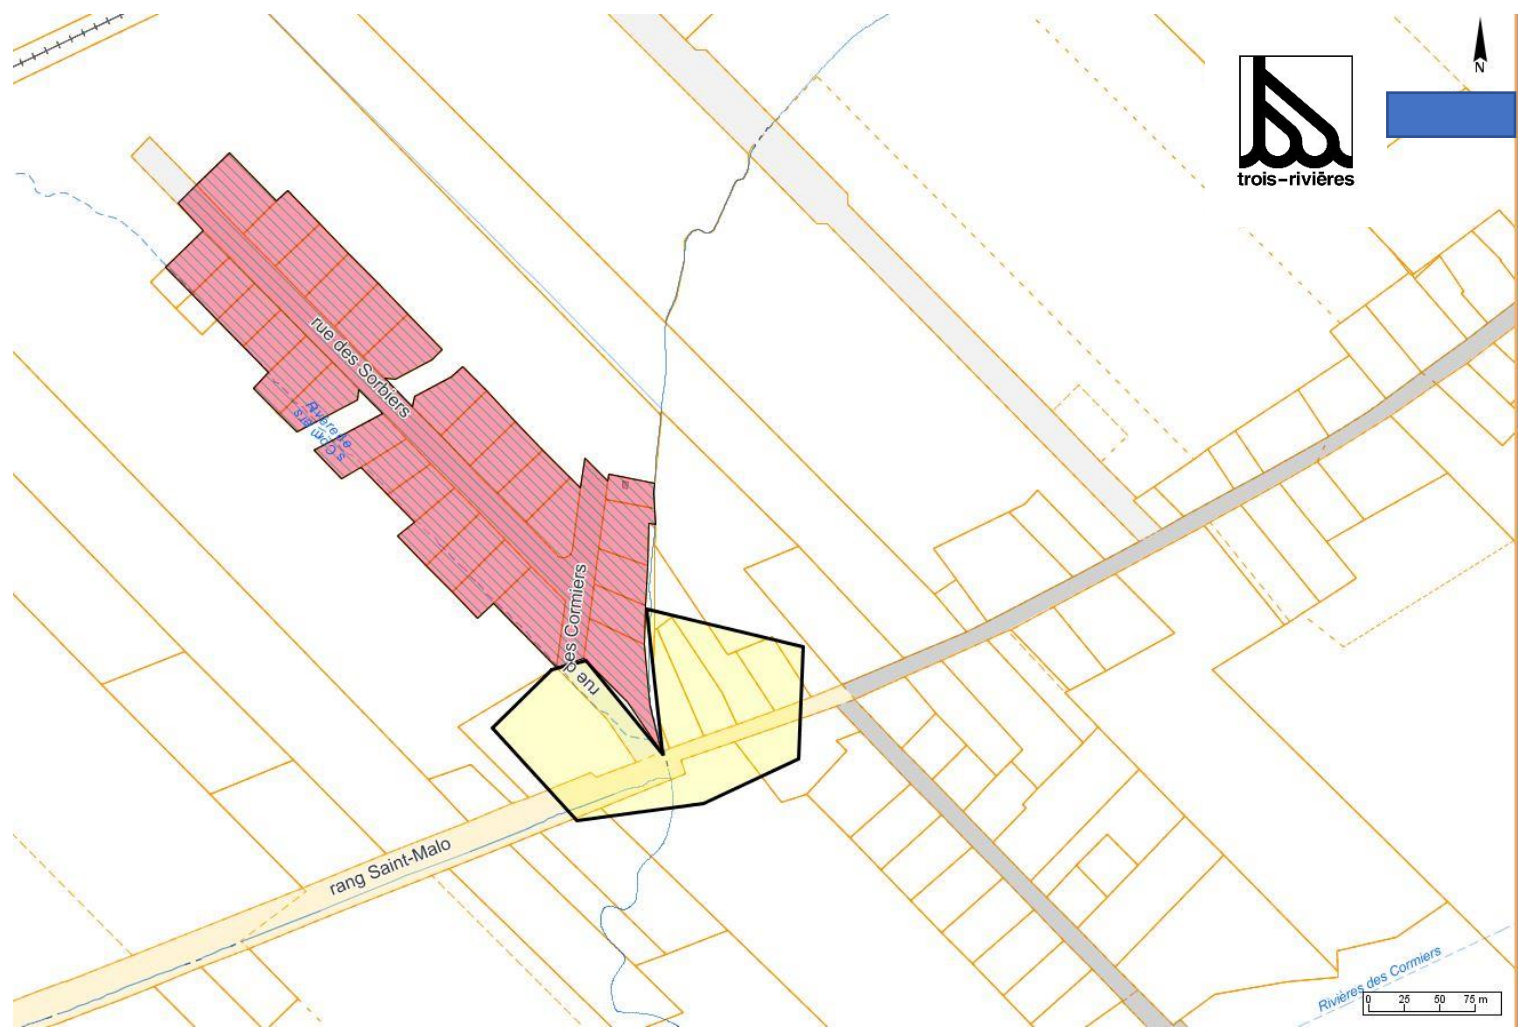 N
trois-rivières
rue des Sorbiers
Rivière de
s Cormiers
rue des Cormiers
rang Saint-Malo
Rivières des Cormiers
0 25 50 75 m